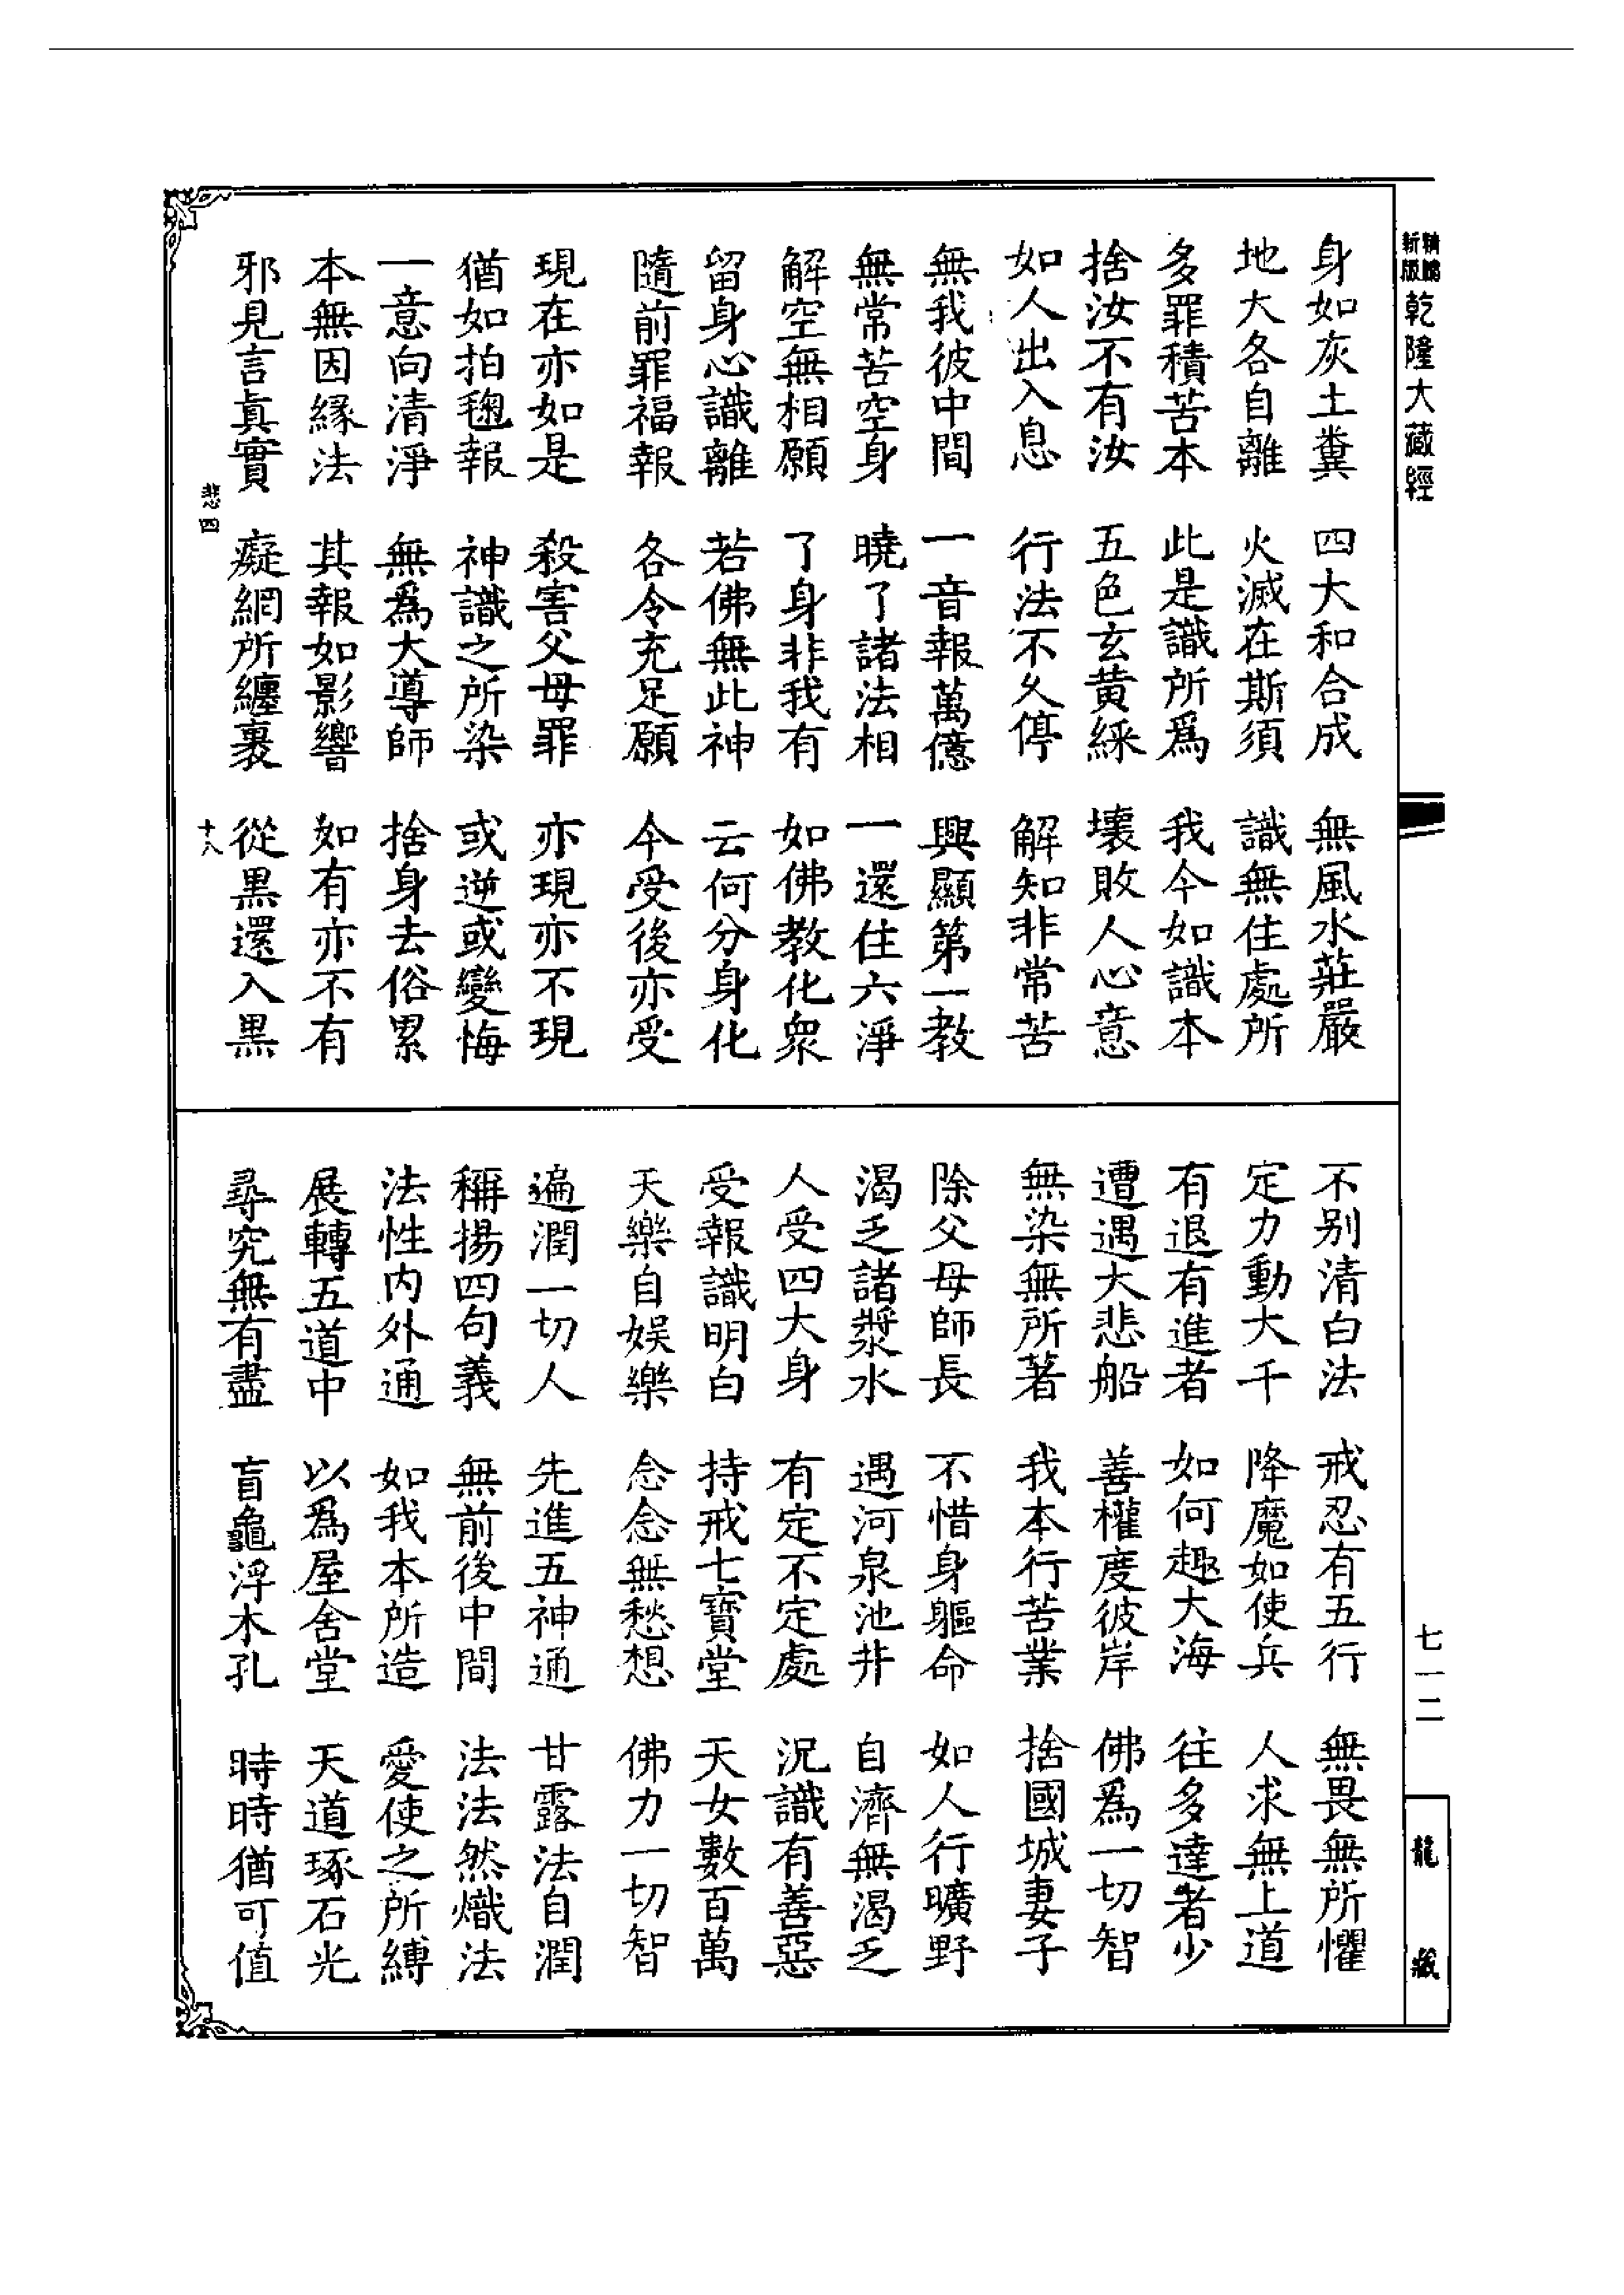 新版
精縮
乾隆大藏經
身如灰土糞　四大和合成　無風水莊嚴
地大各自離　火滅在斯須　識無住處所
多罪積苦本　此是識所爲　我今如識本
捨汝不有汝　五色玄黃綵　壞敗人心意
如人出入息　行法不久停　解知非常苦
無我彼中間　一音報萬億　興顯第一教
無常苦空身　曉了諸法相　一還住六淨
解空無相願　了身非我有　如佛教化衆
留身心識離　若佛無此神　云何分身化
隨前罪福報　各令充足願　今受後亦受
現在亦如是　殺害父母罪　亦現亦不現
猶如拍毱報　神識之所染　或逆或變悔
一意向清淨　無爲大導師　捨身去俗累
本無因緣法　其報如影響　如有亦不有
邪見言眞實　癡網所纏裹　從黑還入黑
悲四
十八
不別清白法　戒忍有五行　無畏無所懼
定力動大千　降魔如使兵　人求無上道
有退有進者　如何趣大海　往多達者少
遭遇大悲船　善權度彼岸　佛爲一切智
無染無所著　我本行苦業　捨國城妻子
除父母師長　不惜身軀命　如人行曠野
渴乏諸漿水　遇河泉池井　自濟無渴乏
人受四大身　有定不定處　況識有善惡
受報識明白　持戒七寶堂　天女數百萬
天樂自娛樂　念念無愁想　佛力一切智
遍潤一切人　先進五神通　甘露法自潤
稱揚四句義　無前後中間　法法然熾法
法性內外通　如我本所造　愛使之所縛
展轉五道中　以爲屋舍堂　天道琢石光
尋究無有盡　盲龜浮木孔　時時猶可值
七一二
龍藏